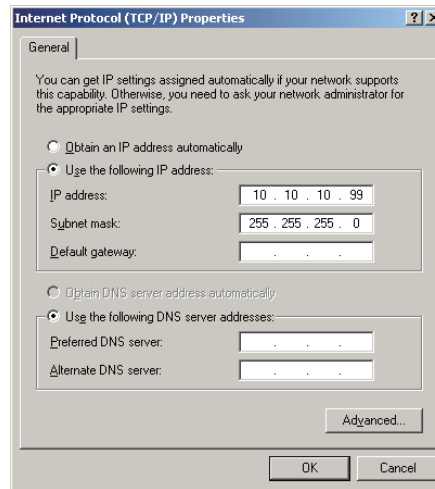 Internet Protocol (TCP/IP) Properties
General
You can get IP settings assigned automatically if your network supports
this capability. Otherwise, you need to ask your network administrator for
the appropriate IP settings.
Obtain an IP address automatically
Use the following IP address:
IP address: 10 . 10 . 10 . 99
Subnet mask: 255 . 255 . 255 . 0
Default gateway: . . .
Obtain DNS server address automatically
Use the following DNS server addresses:
Preferred DNS server: . . .
Alternate DNS server: . . .
Advanced...
OK Cancel